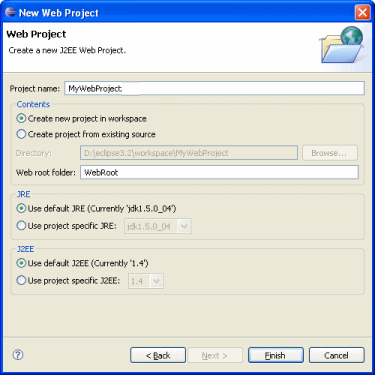 New Web Project
Web Project
Create a new J2EE Web Project.
Project name: MyWebProject
Contents
Create new project in workspace
Create project from existing source
Directory: D:\eclipse3.2\workspace\MyWebProject Browse...
Web root folder: WebRoot
JRE
Use default JRE (Currently 'jdk1.5.0_04')
Use project specific JRE: jdk1.5.0_04
J2EE
Use default J2EE (Currently '1.4')
Use project specific J2EE: 1.4
? < Back Next > Finish Cancel